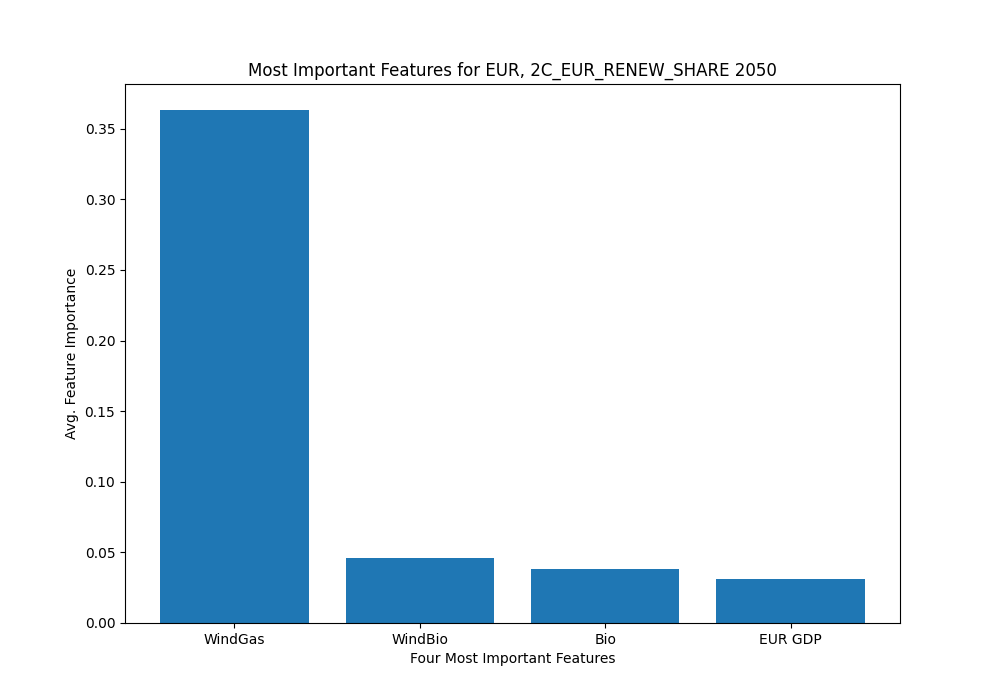 Most Important Features for EUR, 2C_EUR_RENEW_SHARE 2050
Avg. Feature Importance
0.35
0.30
0.25
0.20
0.15
0.10
0.05
0.00
WindGas WindBio Bio EUR GDP
Four Most Important Features